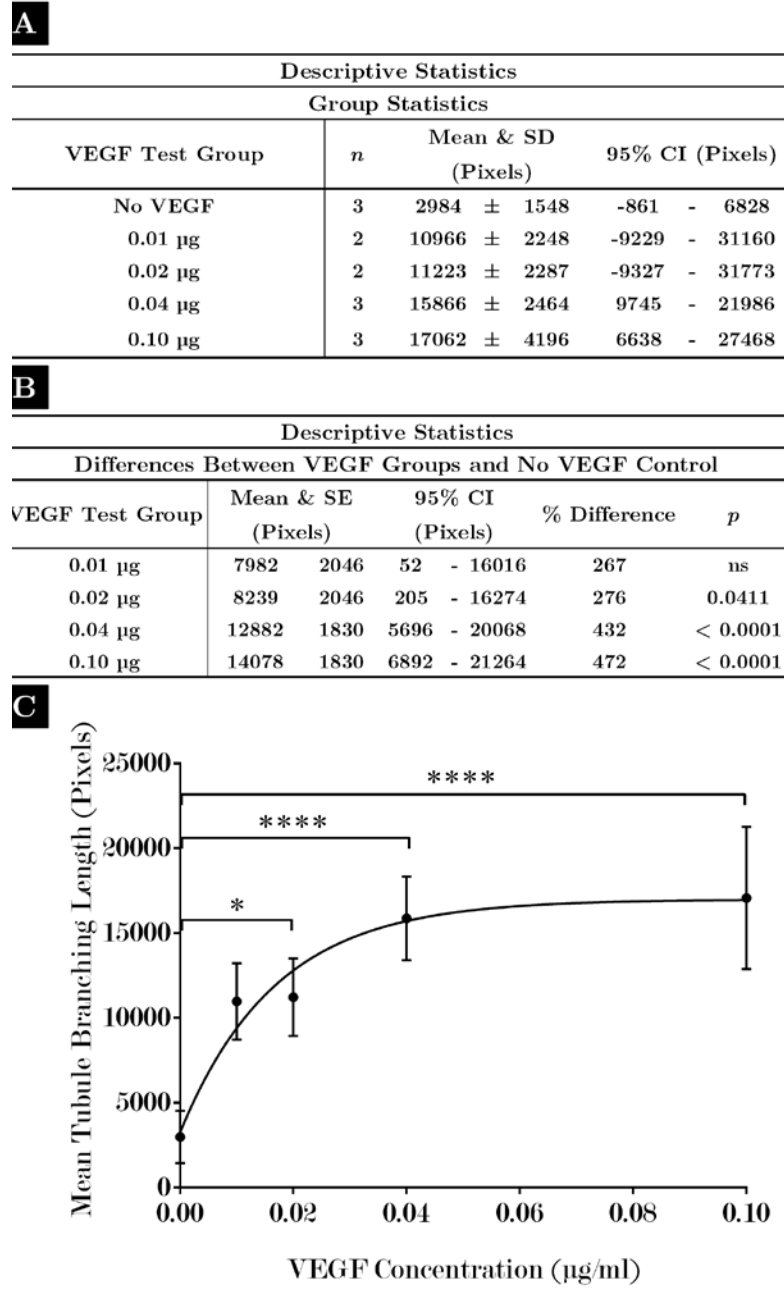 A
Descriptive Statistics
Group Statistics
VEGF Test Group n Mean & SD (Pixels) 95% CI (Pixels)
No VEGF 3 2984 ± 1548 -861 - 6828
0.01 µg 2 10966 ± 2248 -9229 - 31160
0.02 µg 2 11223 ± 2287 -9327 - 31773
0.04 µg 3 15866 ± 2464 9745 - 21986
0.10 µg 3 17062 ± 4196 6638 - 27468
B
Descriptive Statistics
Differences Between VEGF Groups and No VEGF Control
VEGF Test Group Mean & SE (Pixels) 95% CI (Pixels) % Difference p
0.01 µg 7982 2046 52 - 16016 267 ns
0.02 µg 8239 2046 205 - 16274 276 0.0411
0.04 µg 12882 1830 5696 - 20068 432 < 0.0001
0.10 µg 14078 1830 6892 - 21264 472 < 0.0001
C
Mean Tubule Branching Length (Pixels)
25000
20000
15000
10000
5000
0
****
****
*
0.00 0.02 0.04 0.06 0.08 0.10
VEGF Concentration (µg/ml)